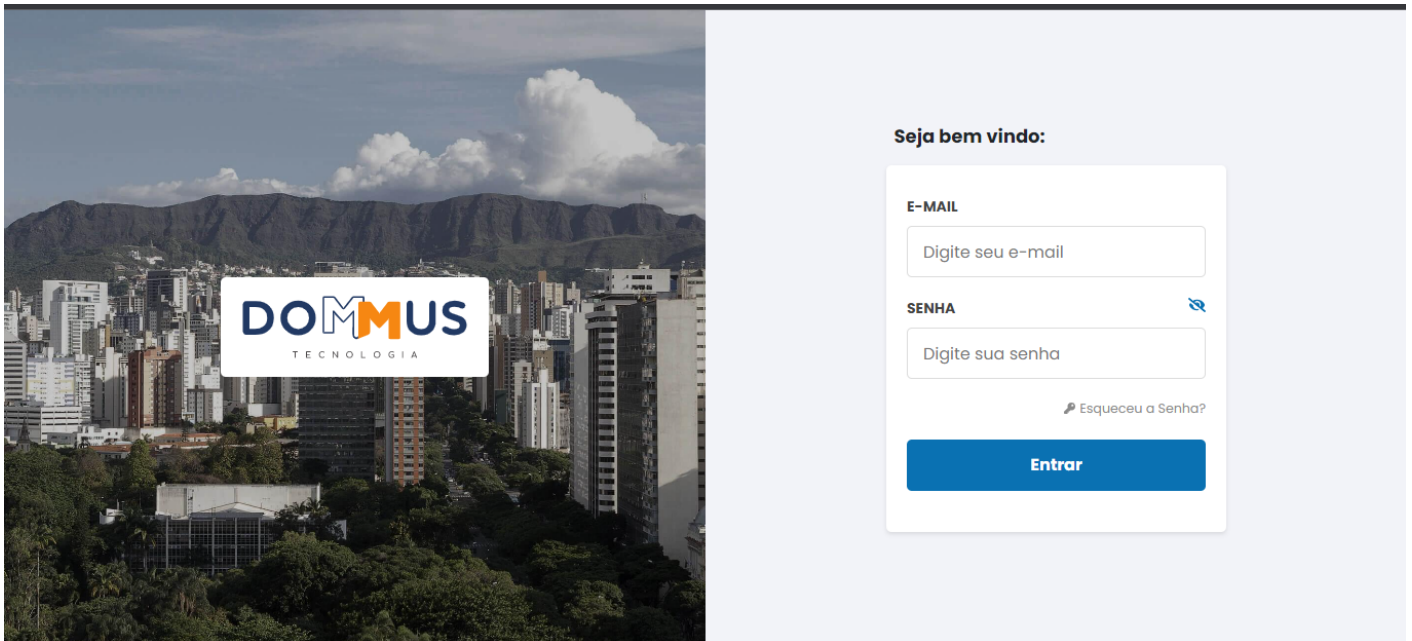 DOMMUS
TECNOLOGIA
Seja bem vindo:
E-MAIL
Digite seu e-mail
SENHA
Digite sua senha
Esqueceu a Senha?
Entrar